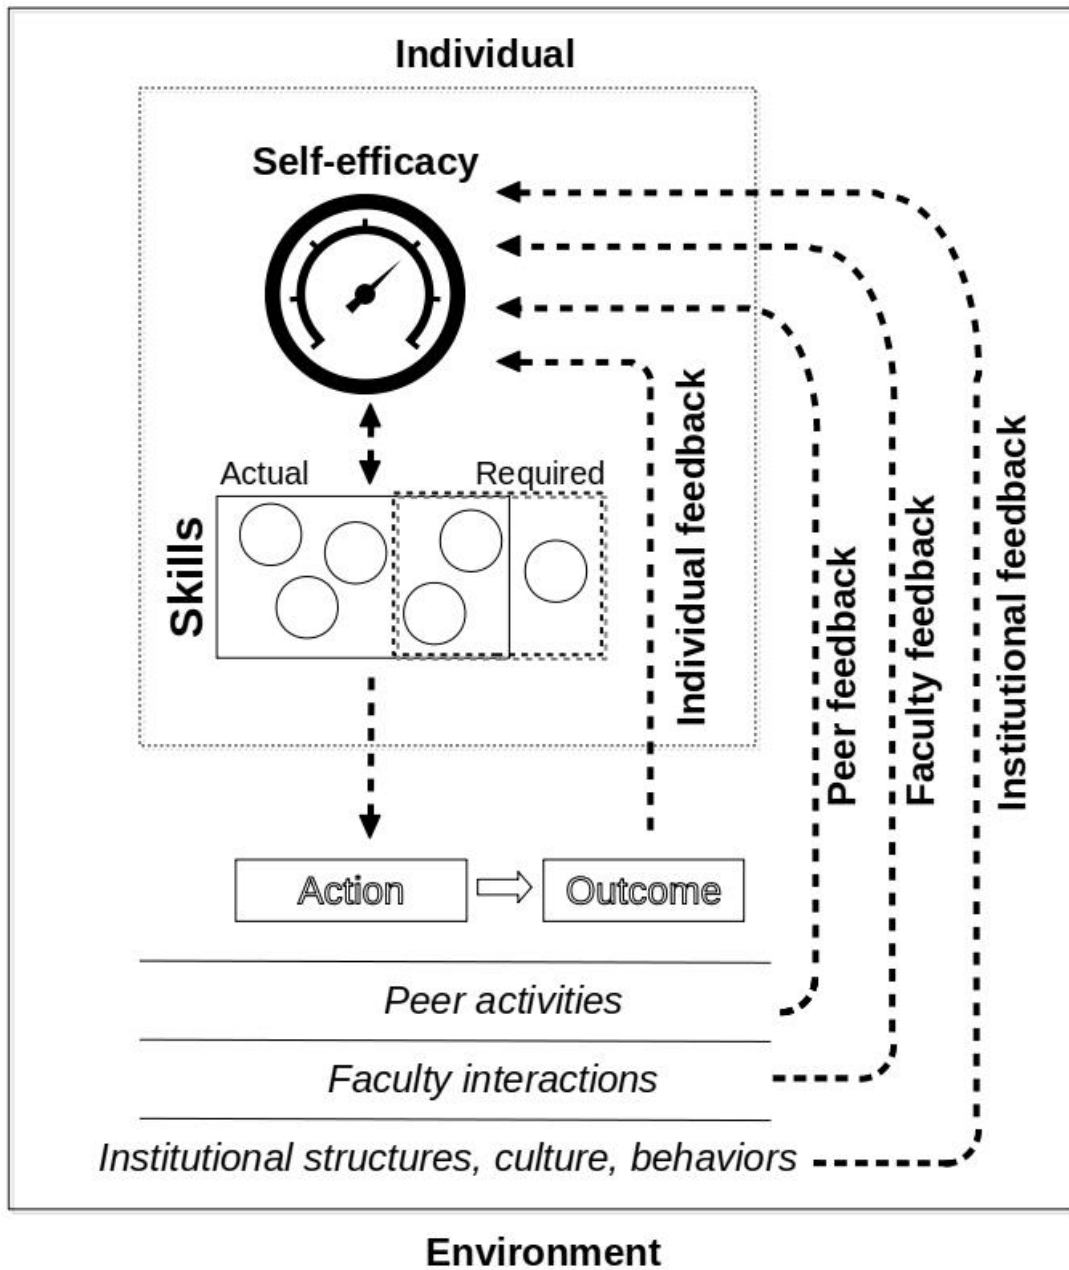 Individual
Self-efficacy
Actual
Required
Skills
Individual feedback
Peer feedback
Faculty feedback
Institutional feedback
Action
Outcome
Peer activities
Faculty interactions
Institutional structures, culture, behaviors
Environment